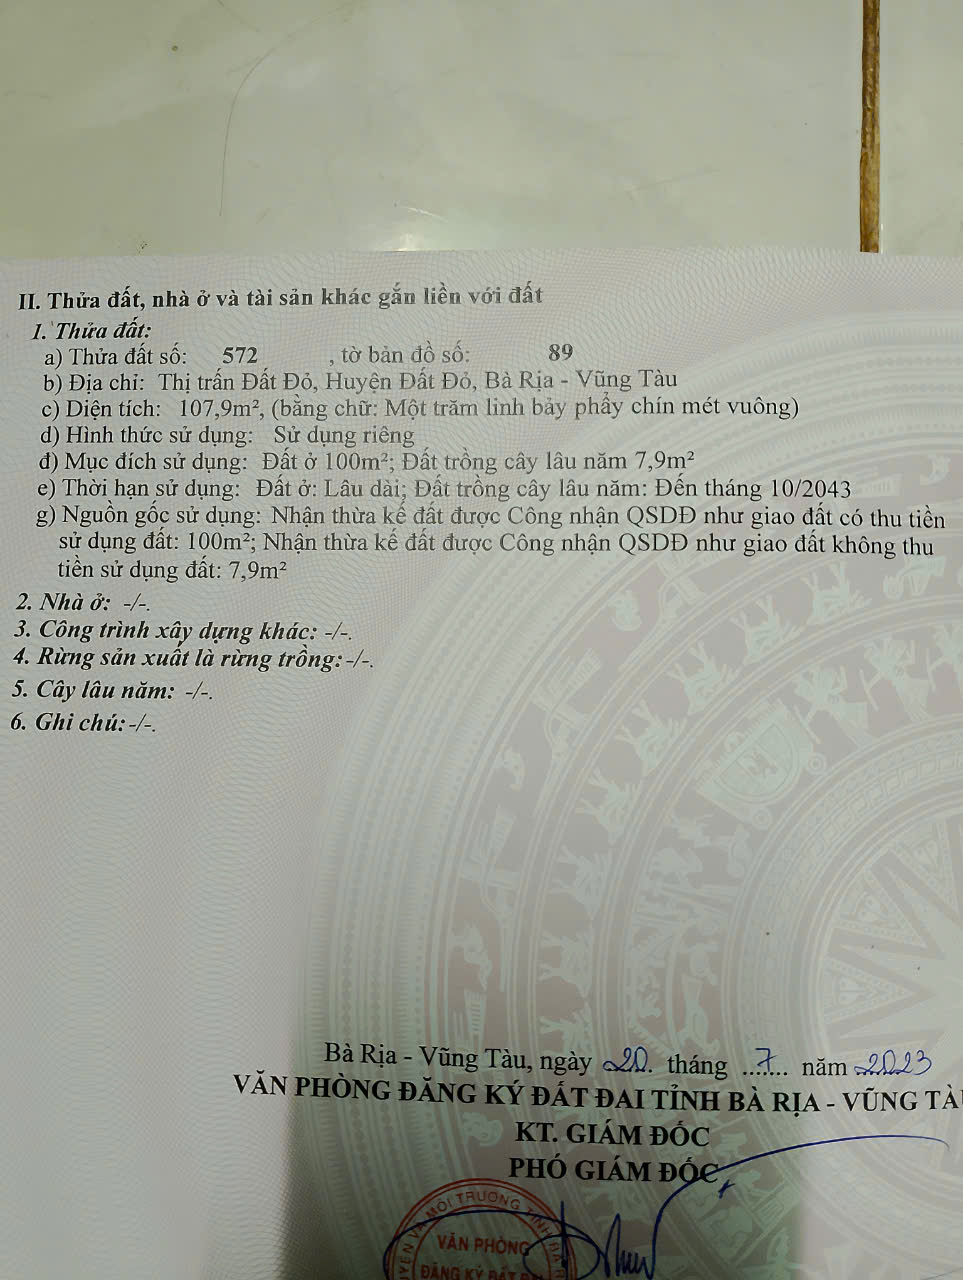 II. Thửa đất, nhà ở và tài sản khác gắn liền với đất
1. Thửa đất:
a) Thửa đất số: 572 , tờ bản đồ số: 89
b) Địa chỉ: Thị trấn Đất Đỏ, Huyện Đất Đỏ, Bà Rịa - Vũng Tàu
c) Diện tích: 107,9m², (bằng chữ: Một trăm linh bảy phẩy chín mét vuông)
d) Hình thức sử dụng: Sử dụng riêng
đ) Mục đích sử dụng: Đất ở 100m²; Đất trồng cây lâu năm 7,9m²
e) Thời hạn sử dụng: Đất ở: Lâu dài; Đất trồng cây lâu năm: Đến tháng 10/2043
g) Nguồn gốc sử dụng: Nhận thừa kế đất được Công nhận QSDĐ như giao đất có thu tiền
sử dụng đất: 100m²; Nhận thừa kế đất được Công nhận QSDĐ như giao đất không thu
tiền sử dụng đất: 7,9m²
2. Nhà ở: -/-.
3. Công trình xây dựng khác: -/-.
4. Rừng sản xuất là rừng trồng: -/-.
5. Cây lâu năm: -/-.
6. Ghi chú: -/-.
Bà Rịa - Vũng Tàu, ngày 20 tháng 7 năm 2023
VĂN PHÒNG ĐĂNG KÝ ĐẤT ĐAI TỈNH BÀ RỊA - VŨNG TÀU
KT. GIÁM ĐỐC
PHÓ GIÁM ĐỐC
MÔI TRƯỜNG TỈNH BÀ
VĂN PHÒNG
ĐĂNG KÝ ĐẤT